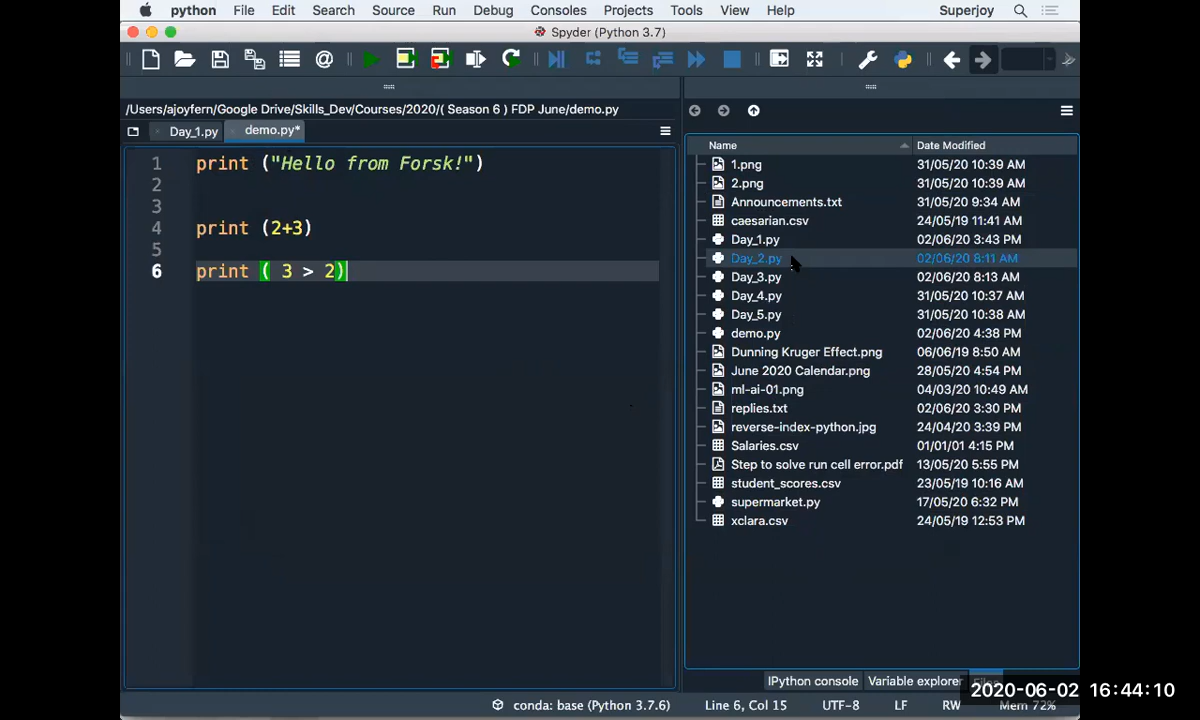 python File Edit Search Source Run Debug Consoles Projects Tools View Help Superjoy
Spyder (Python 3.7)
/Users/ajoyfern/Google Drive/Skills_Dev/Courses/2020/( Season 6 ) FDP June/demo.py
Day_1.py demo.py*
1 print ("Hello from Forsk!")
2
3
4 print (2+3)
5
6 print ( 3 > 2)
Name Date Modified
1.png 31/05/20 10:39 AM
2.png 31/05/20 10:39 AM
Announcements.txt 31/05/20 9:34 AM
caesarian.csv 24/05/19 11:41 AM
Day_1.py 02/06/20 3:43 PM
Day_2.py 02/06/20 8:11 AM
Day_3.py 02/06/20 8:13 AM
Day_4.py 31/05/20 10:37 AM
Day_5.py 31/05/20 10:38 AM
demo.py 02/06/20 4:38 PM
Dunning Kruger Effect.png 06/06/19 8:50 AM
June 2020 Calendar.png 28/05/20 4:54 PM
ml-ai-01.png 04/03/20 10:49 AM
replies.txt 02/06/20 3:30 PM
reverse-index-python.jpg 24/04/20 3:39 PM
Salaries.csv 01/01/01 4:15 PM
Step to solve run cell error.pdf 13/05/20 5:55 PM
student_scores.csv 23/05/19 10:16 AM
supermarket.py 17/05/20 6:32 PM
xclara.csv 24/05/19 12:53 PM
IPython console Variable explorer
2020-06-02 16:44:10
conda: base (Python 3.7.6) Line 6, Col 15 UTF-8 LF RW Mem 72%